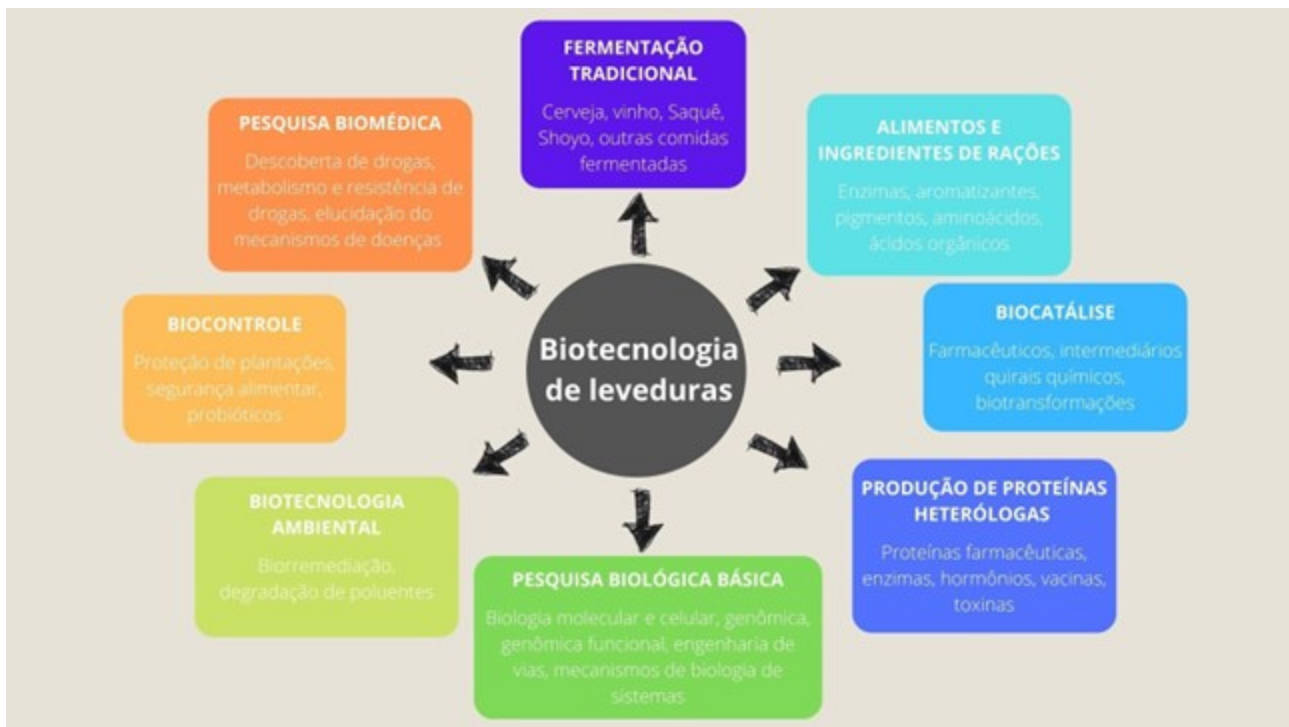 FERMENTAÇÃO
TRADICIONAL
Cerveja, vinho, Saquê,
Shoyo, outras comidas
fermentadas
PESQUISA BIOMÉDICA
Descoberta de drogas,
metabolismo e resistência de
drogas, elucidação do
mecanismos de doenças
ALIMENTOS E
INGREDIENTES DE RAÇÕES
Enzimas, aromatizantes,
pigmentos, aminoácidos,
ácidos orgânicos
BIOCONTROLE
Proteção de plantações,
segurança alimentar,
probióticos
Biotecnologia
de leveduras
BIOCATÁLISE
Farmacêuticos, intermediários
quirais químicos,
biotransformações
BIOTECNOLOGIA
AMBIENTAL
Biorremediação,
degradação de poluentes
PRODUÇÃO DE PROTEÍNAS
HETERÓLOGAS
Proteínas farmacêuticas,
enzimas, hormônios, vacinas,
toxinas
PESQUISA BIOLÓGICA BÁSICA
Biologia molecular e celular, genômica,
genômica funcional, engenharia de
vias, mecanismos de biologia de
sistemas